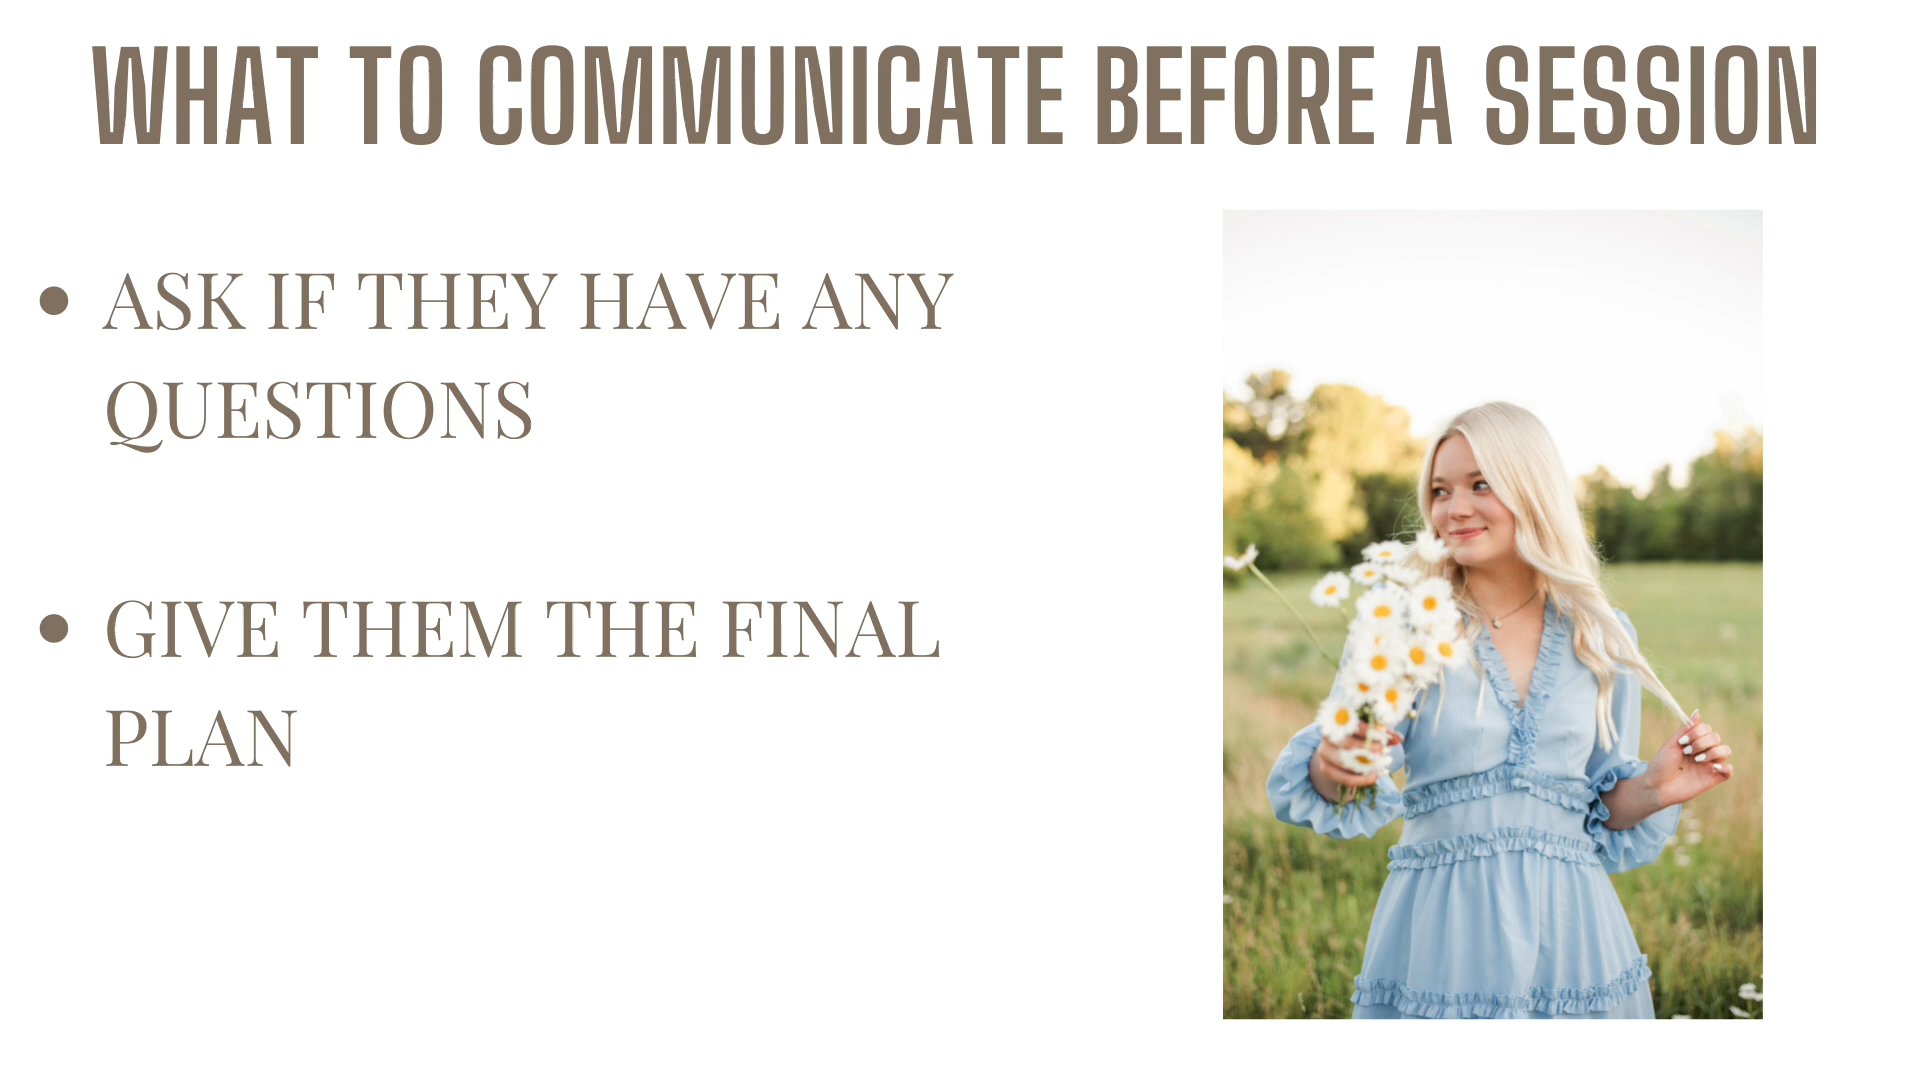 WHAT TO COMMUNICATE BEFORE A SESSION
ASK IF THEY HAVE ANY
QUESTIONS
GIVE THEM THE FINAL
PLAN